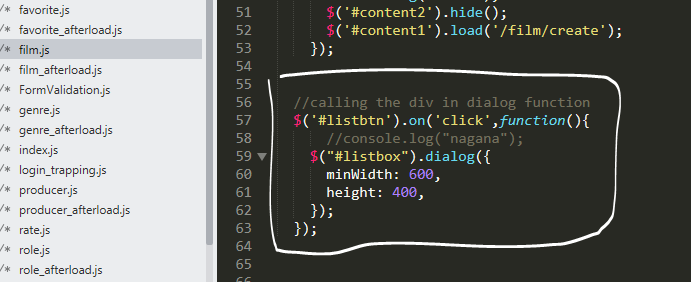 /* favorite.js
/* favorite_afterload.js
/* film.js
/* film_afterload.js
/* FormValidation.js
/* genre.js
/* genre_afterload.js
/* index.js
/* login_trapping.js
/* producer.js
/* producer_afterload.js
/* rate.js
/* role.js
/* role_afterload.js
51 $('#content2').hide();
52 $('#content1').load('/film/create');
53 });
54
55
56 //calling the div in dialog function
57 $('#listbtn').on('click',function(){
58 //console.log("nagana");
59 $("#listbox").dialog({
60 minWidth: 600,
61 height: 400,
62 });
63 });
64
65
66